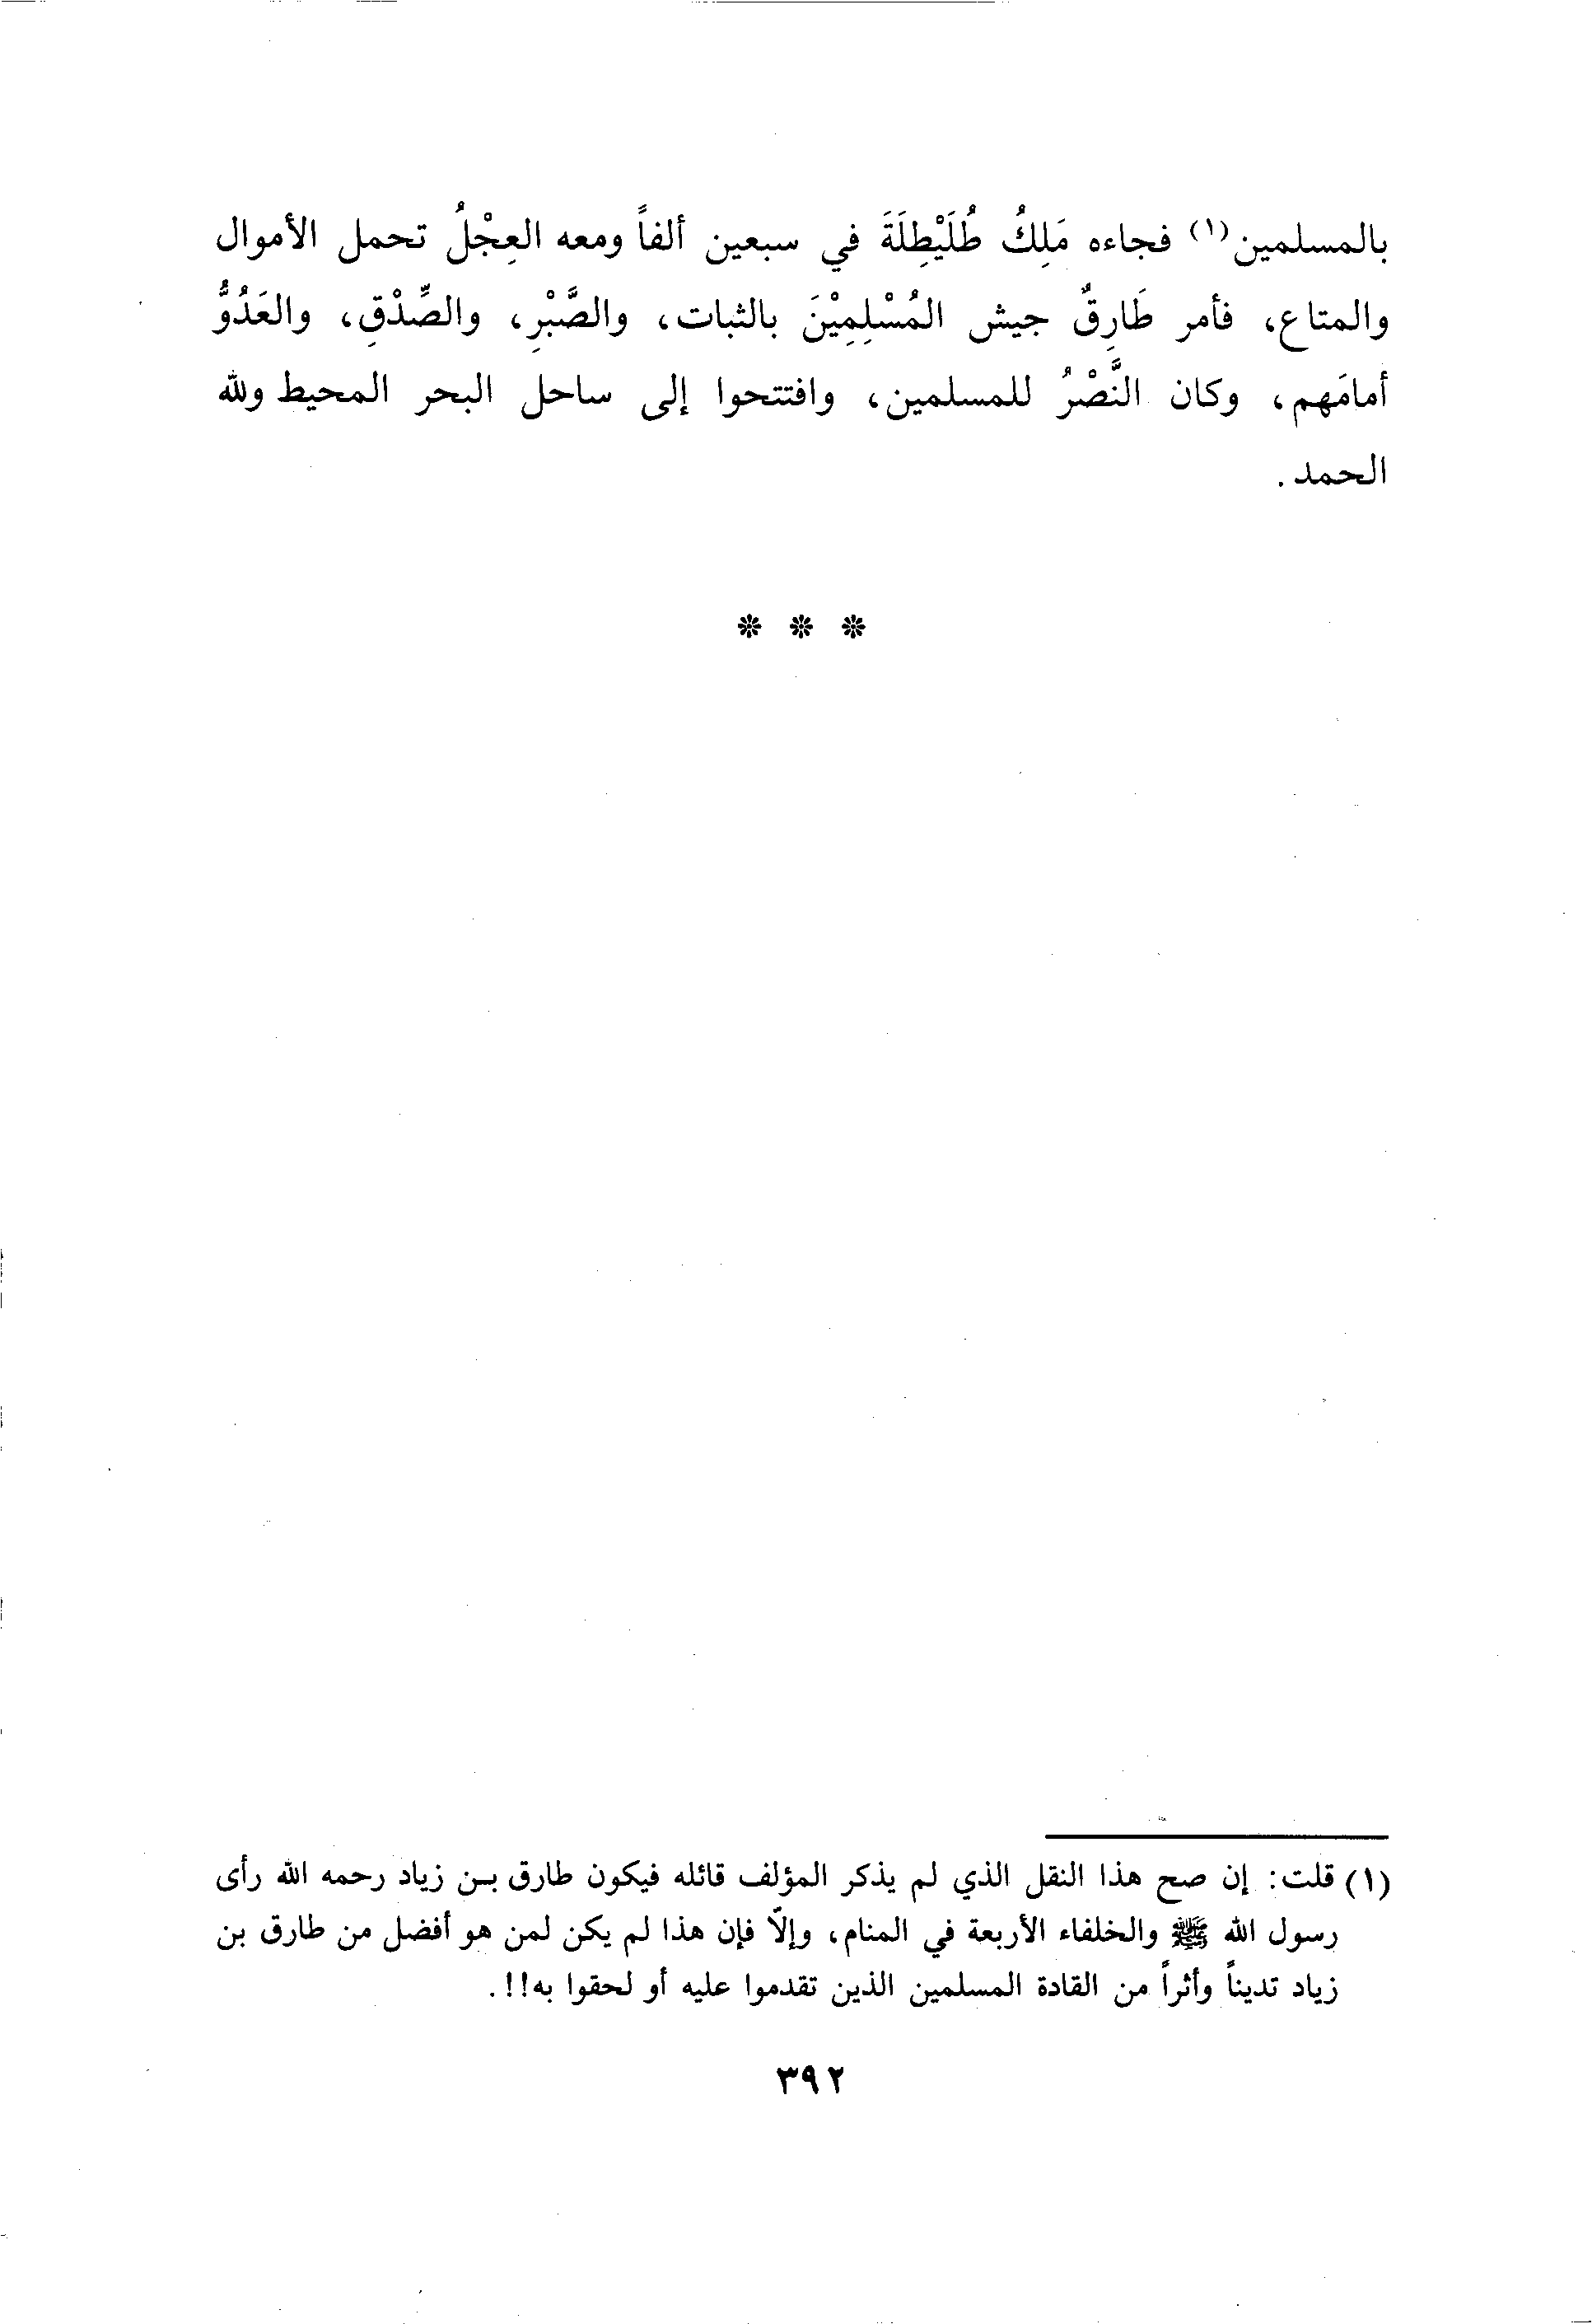 بالمسلمين(١) فجاءه مَلِكُ طُلَيْطِلَةَ في سبعين ألفاً ومعه العِجْلُ تحمل الأموال
والمتاع، فأمر طَارِقٌ جيش المُسْلِمِيْنَ بالثبات، والصَّبْرِ، والصِّدْقِ، والعَدُوُّ
أمامَهم، وكان النَّصْرُ للمسلمين، وافتتحوا إلى ساحل البحر المحيط ولله
الحمد.
* * *
(١) قلت: إن صح هذا النقل الذي لم يذكر المؤلف قائله فيكون طارق بن زياد رحمه الله رأى
رسول الله ﷺ والخلفاء الأربعة في المنام، وإلاّ فإن هذا لم يكن لمن هو أفضل من طارق بن
زياد تديناً وأثراً من القادة المسلمين الذين تقدموا عليه أو لحقوا به!!.
٣٩٢